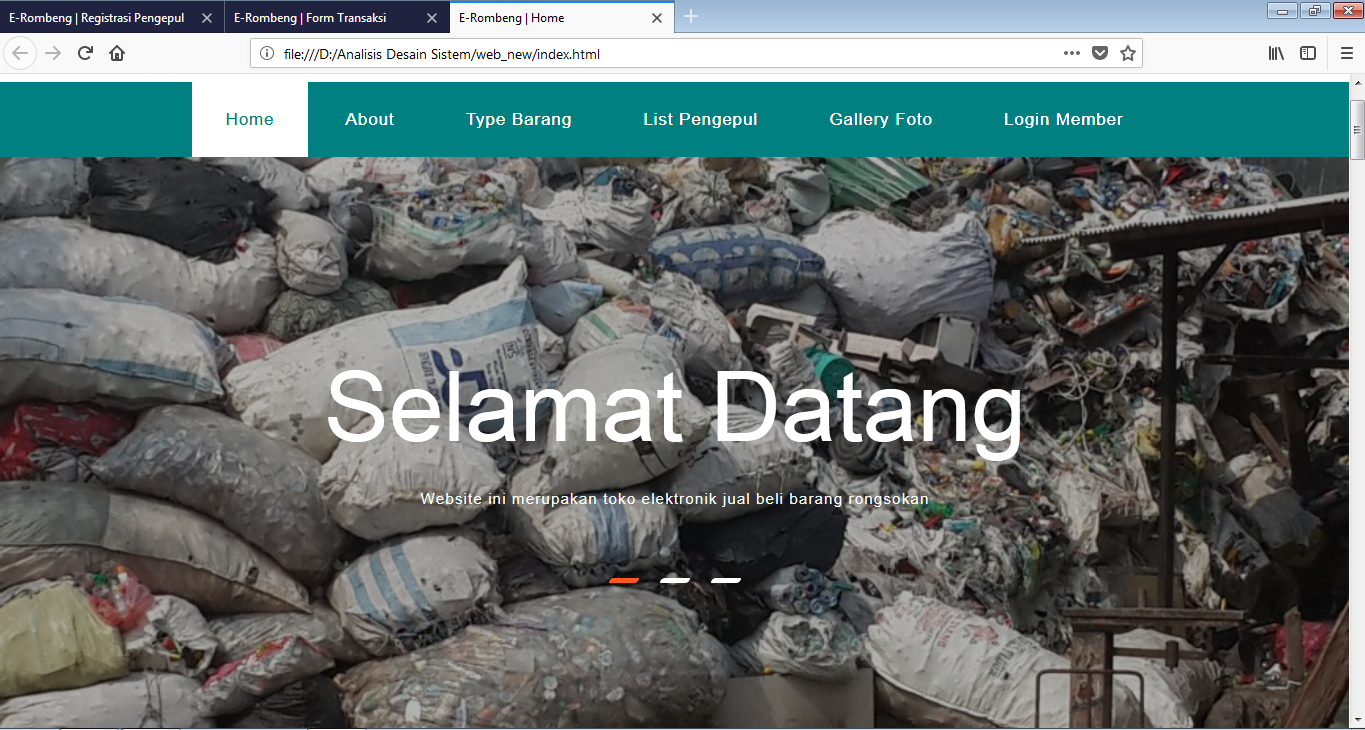 E-Rombeng | Registrasi Pengepul
E-Rombeng | Form Transaksi
E-Rombeng | Home
file:///D:/Analisis Desain Sistem/web_new/index.html
Home
About
Type Barang
List Pengepul
Gallery Foto
Login Member
Selamat Datang
Website ini merupakan toko elektronik jual beli barang rongsokan